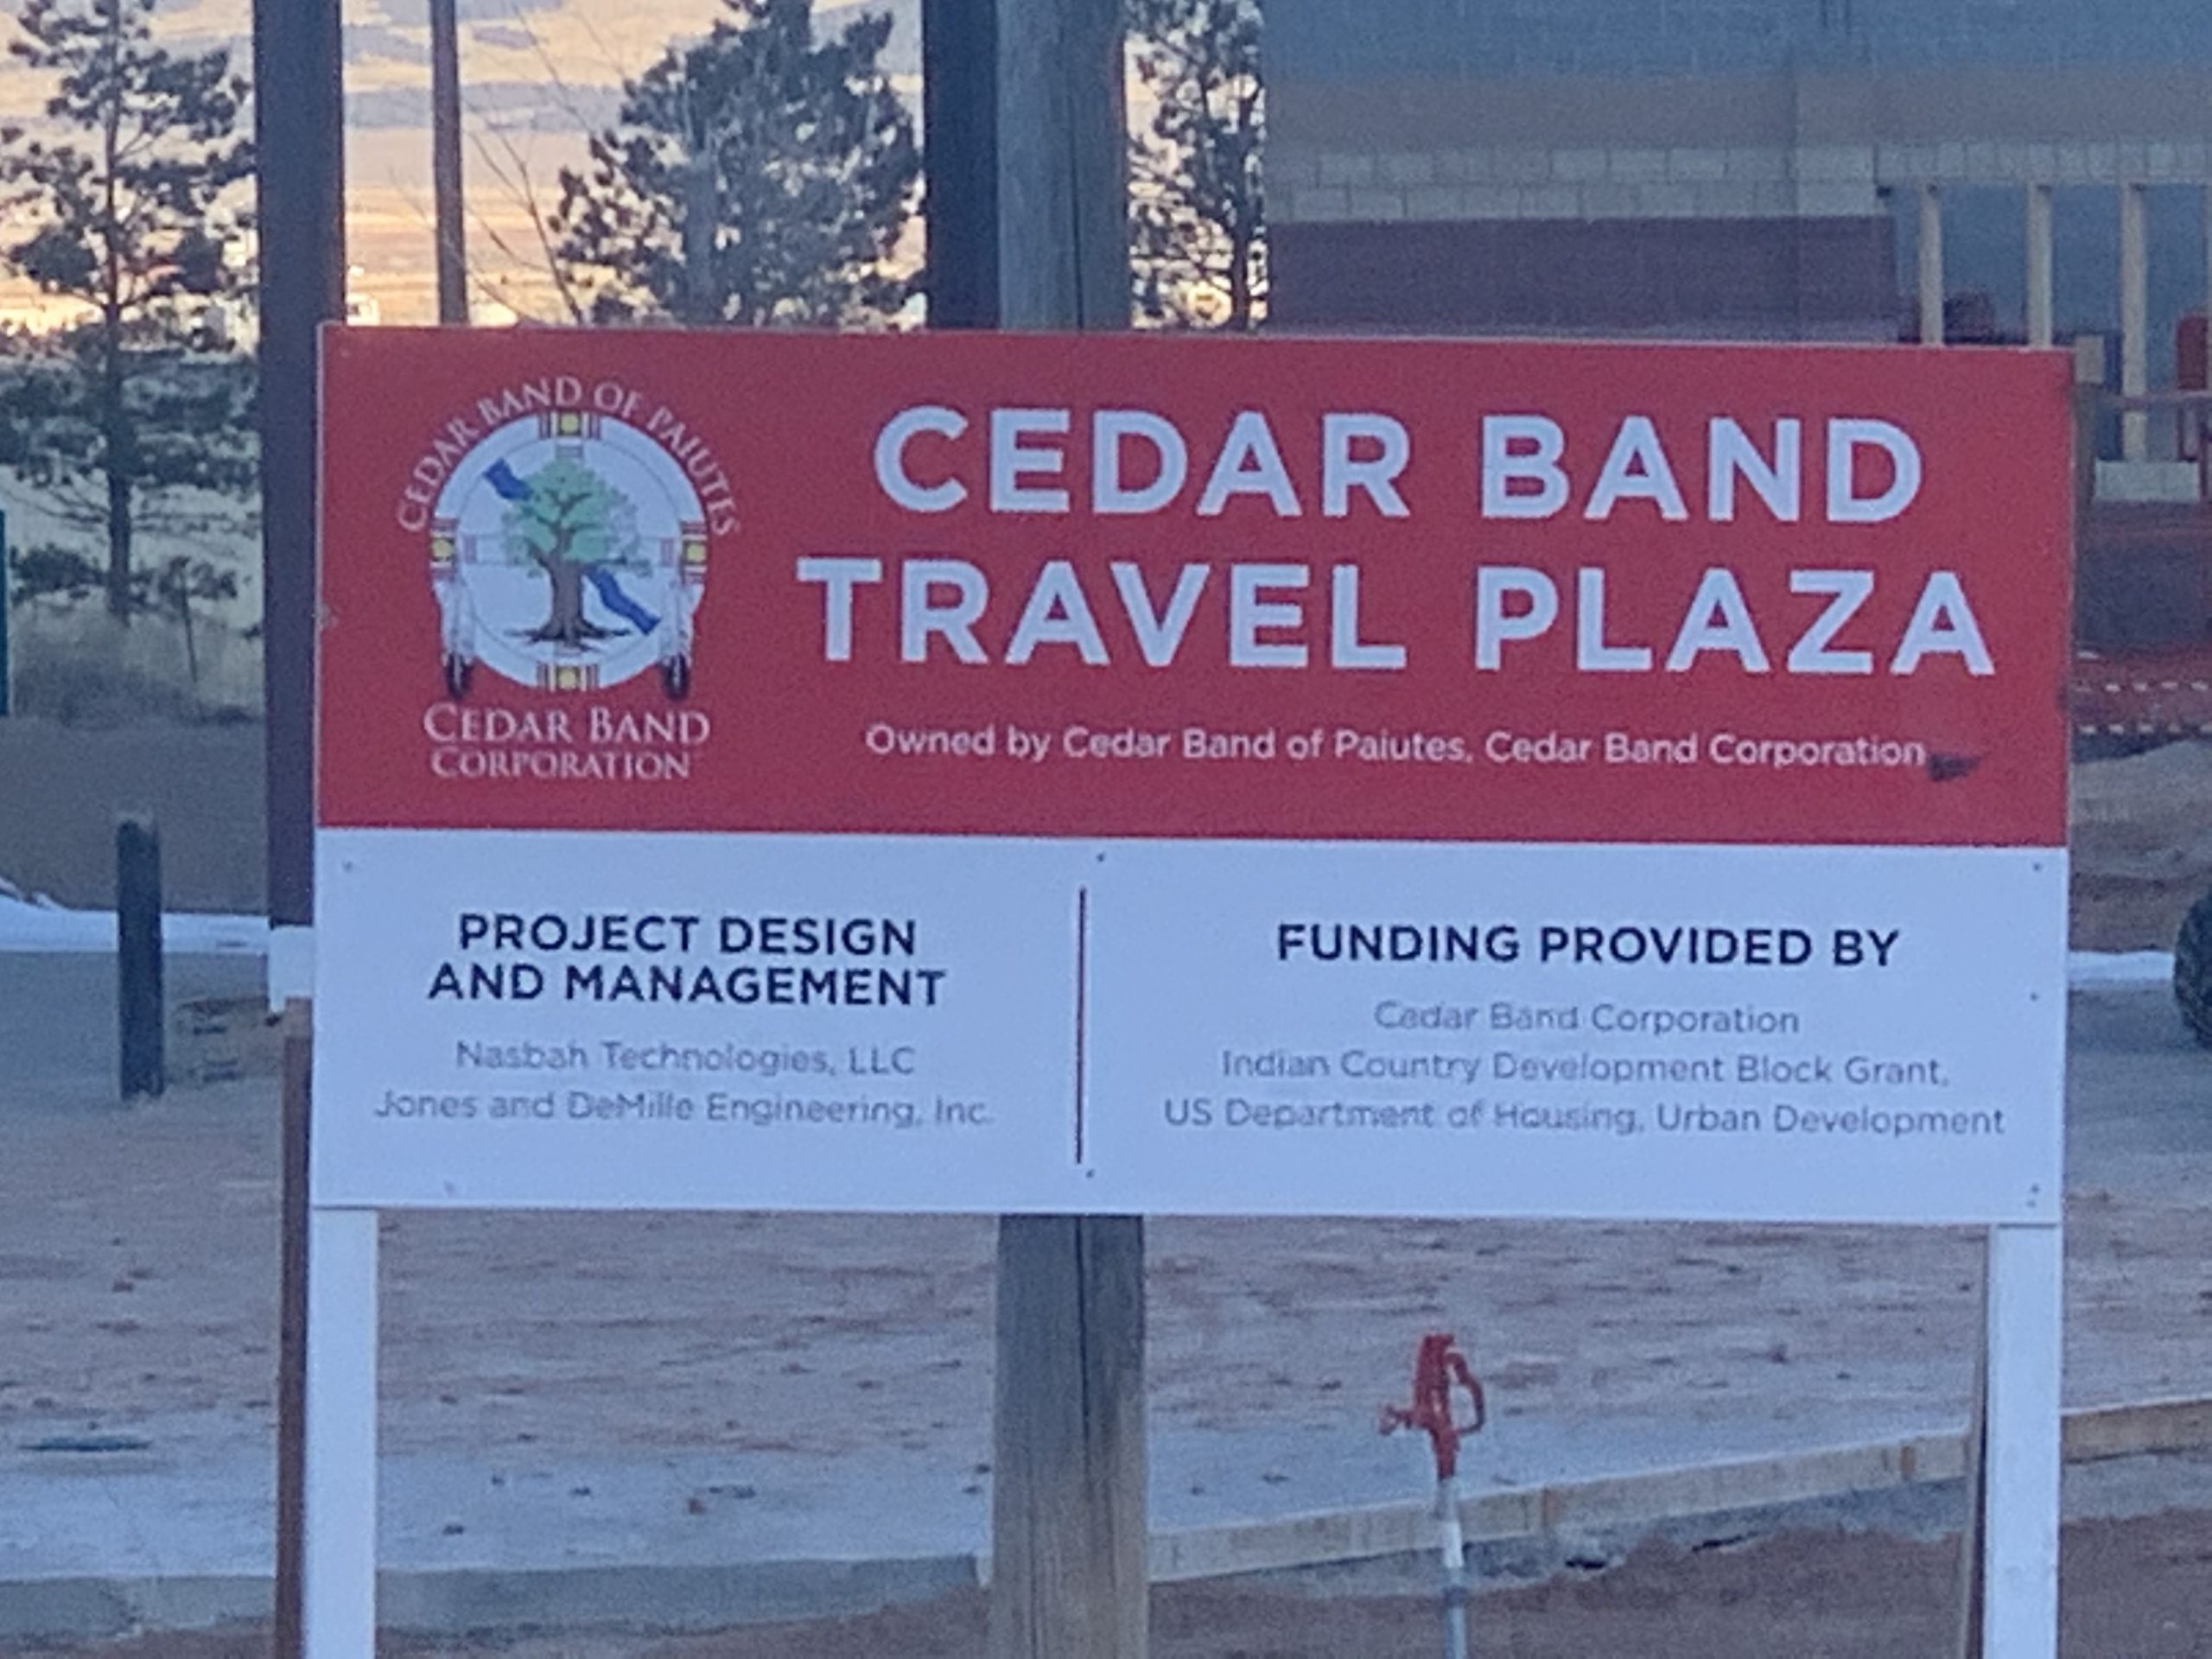 CEDAR BAND OF PAIUTES
CEDAR BAND
CORPORATION
CEDAR BAND
TRAVEL PLAZA
Owned by Cedar Band of Paiutes, Cedar Band Corporation
PROJECT DESIGN
AND MANAGEMENT
Nasbah Technologies, LLC
Jones and DeMille Engineering, Inc.
FUNDING PROVIDED BY
Cedar Band Corporation
Indian Country Development Block Grant,
US Department of Housing, Urban Development